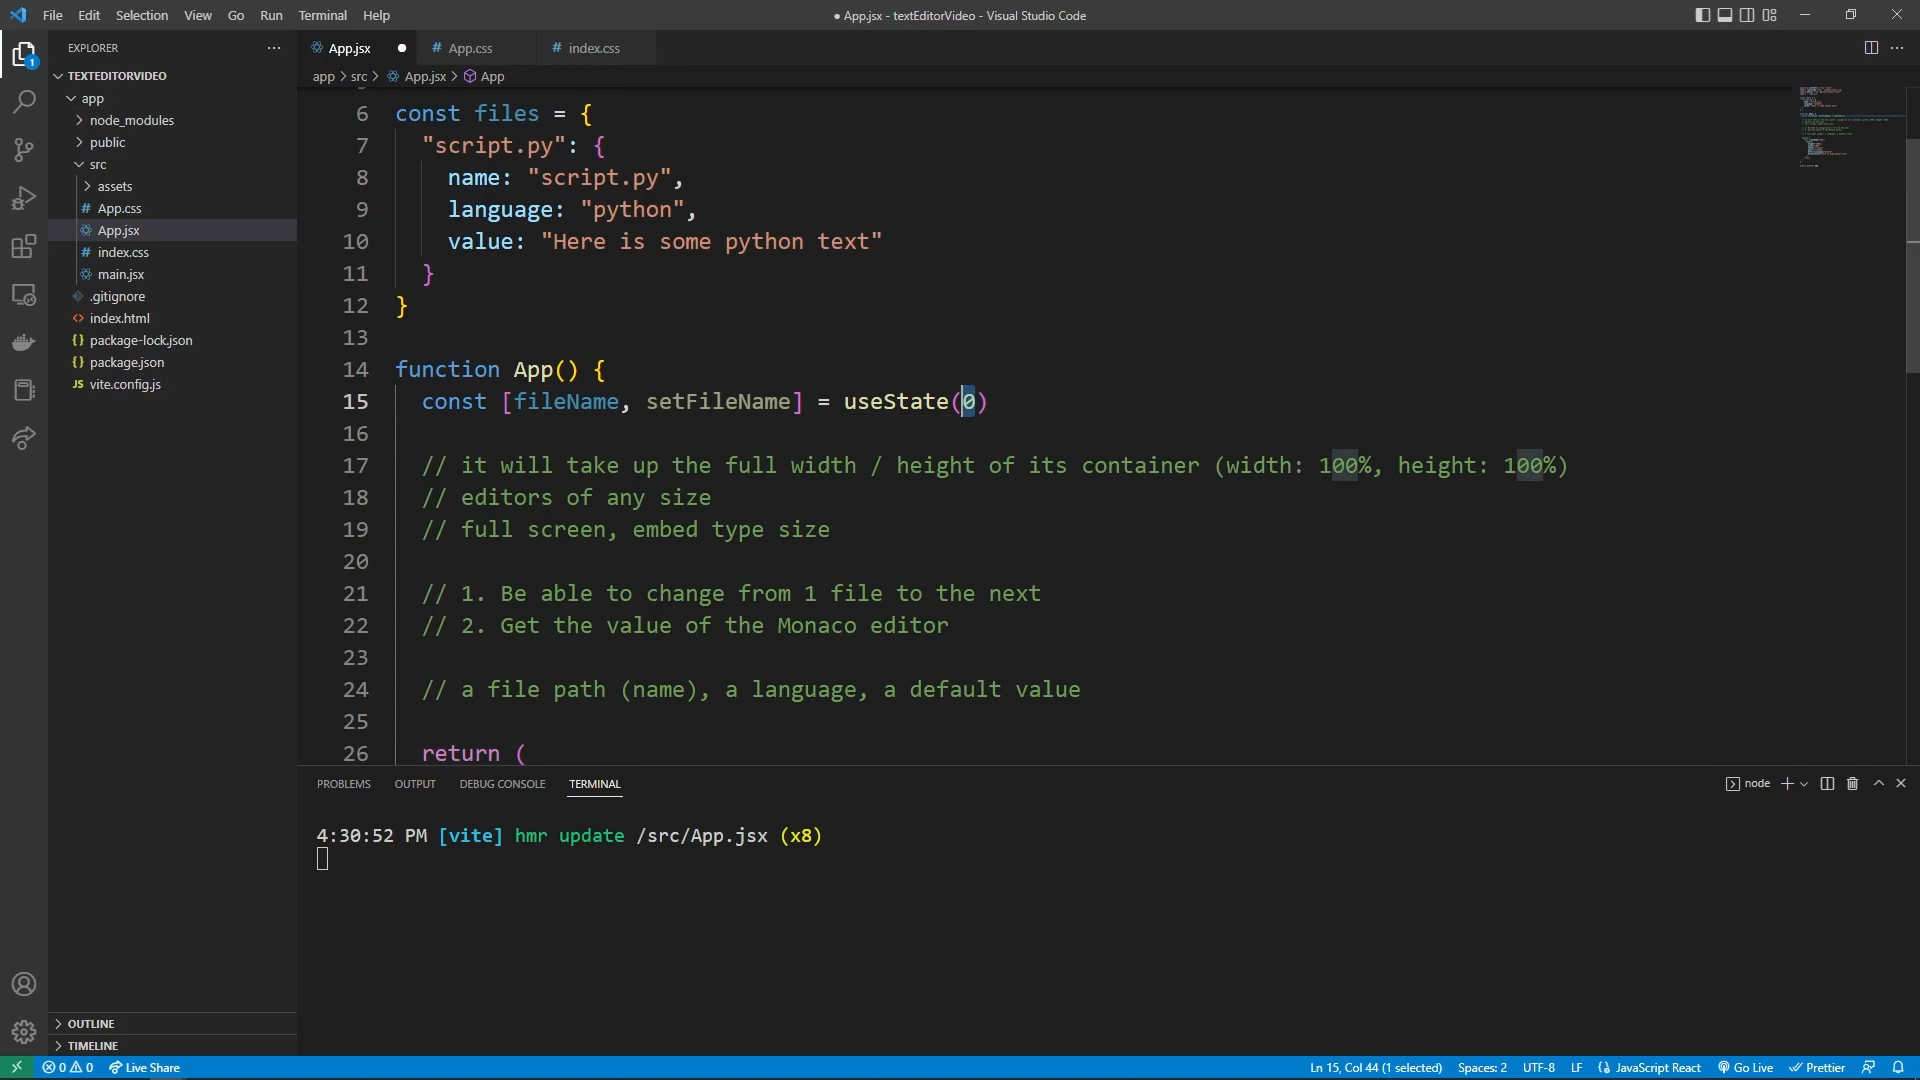 File Edit Selection View Go Run Terminal Help
● App.jsx - textEditorVideo - Visual Studio Code
EXPLORER
1
TEXTEDITORVIDEO
app
node_modules
public
src
assets
# App.css
App.jsx
# index.css
main.jsx
.gitignore
<> index.html
{} package-lock.json
{} package.json
JS vite.config.js
OUTLINE
TIMELINE
App.jsx ●
# App.css
# index.css
app > src > App.jsx > App
6 const files = {
7 "script.py": {
8 name: "script.py",
9 language: "python",
10 value: "Here is some python text"
11 }
12 }
13
14 function App() {
15 const [fileName, setFileName] = useState(0)
16
17 // it will take up the full width / height of its container (width: 100%, height: 100%)
18 // editors of any size
19 // full screen, embed type size
20
21 // 1. Be able to change from 1 file to the next
22 // 2. Get the value of the Monaco editor
23
24 // a file path (name), a language, a default value
25
26 return (
PROBLEMS OUTPUT DEBUG CONSOLE TERMINAL
node
4:30:52 PM [vite] hmr update /src/App.jsx (x8)
0 0 Live Share
Ln 15, Col 44 (1 selected) Spaces: 2 UTF-8 LF {} JavaScript React Go Live Prettier